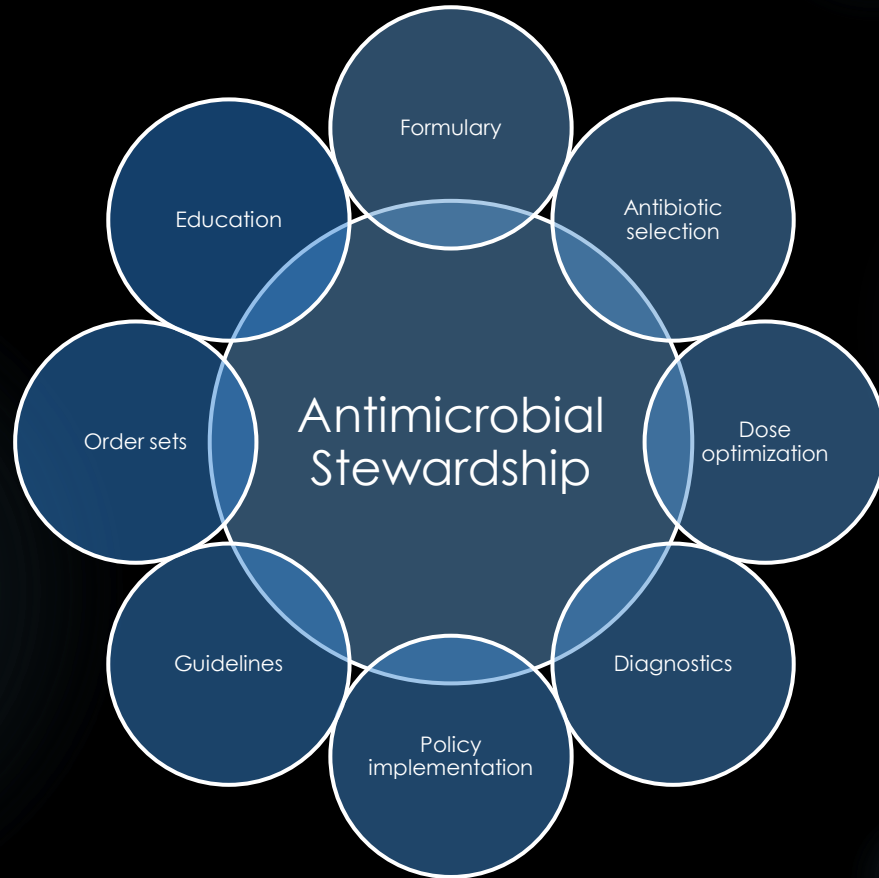 Formulary
Antibiotic
selection
Dose
optimization
Diagnostics
Policy
implementation
Guidelines
Order sets
Education
Antimicrobial
Stewardship